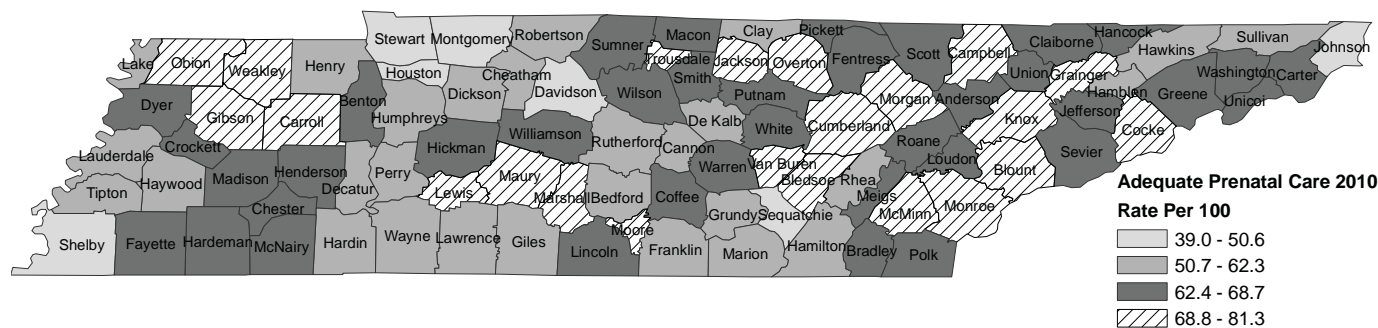 Stewart Montgomery Robertson Sumner Macon Clay Pickett Hancock Claiborne Hawkins Sullivan Johnson
Lake Obion Weakley Henry Houston Cheatham Trousdale Jackson Overton Fentress Scott Campbell Union Grainger Washington Carter
Dyer Gibson Carroll Benton Humphreys Dickson Davidson Wilson Smith Putnam Morgan Anderson Knox Jefferson Hamblen Greene Unicoi
Lauderdale Crockett Madison Henderson Decatur Perry Hickman Williamson Rutherford Cannon De Kalb White Cumberland Roane Loudon Blount Sevier Cocke
Tipton Haywood Chester Lewis Maury Marshall Bedford Coffee Warren Van Buren Bledsoe Rhea Meigs McMinn Monroe
Shelby Fayette Hardeman McNairy Hardin Wayne Lawrence Giles Lincoln Moore Franklin Grundy Sequatchie Marion Hamilton Bradley Polk
Adequate Prenatal Care 2010
Rate Per 100
39.0 - 50.6
50.7 - 62.3
62.4 - 68.7
68.8 - 81.3